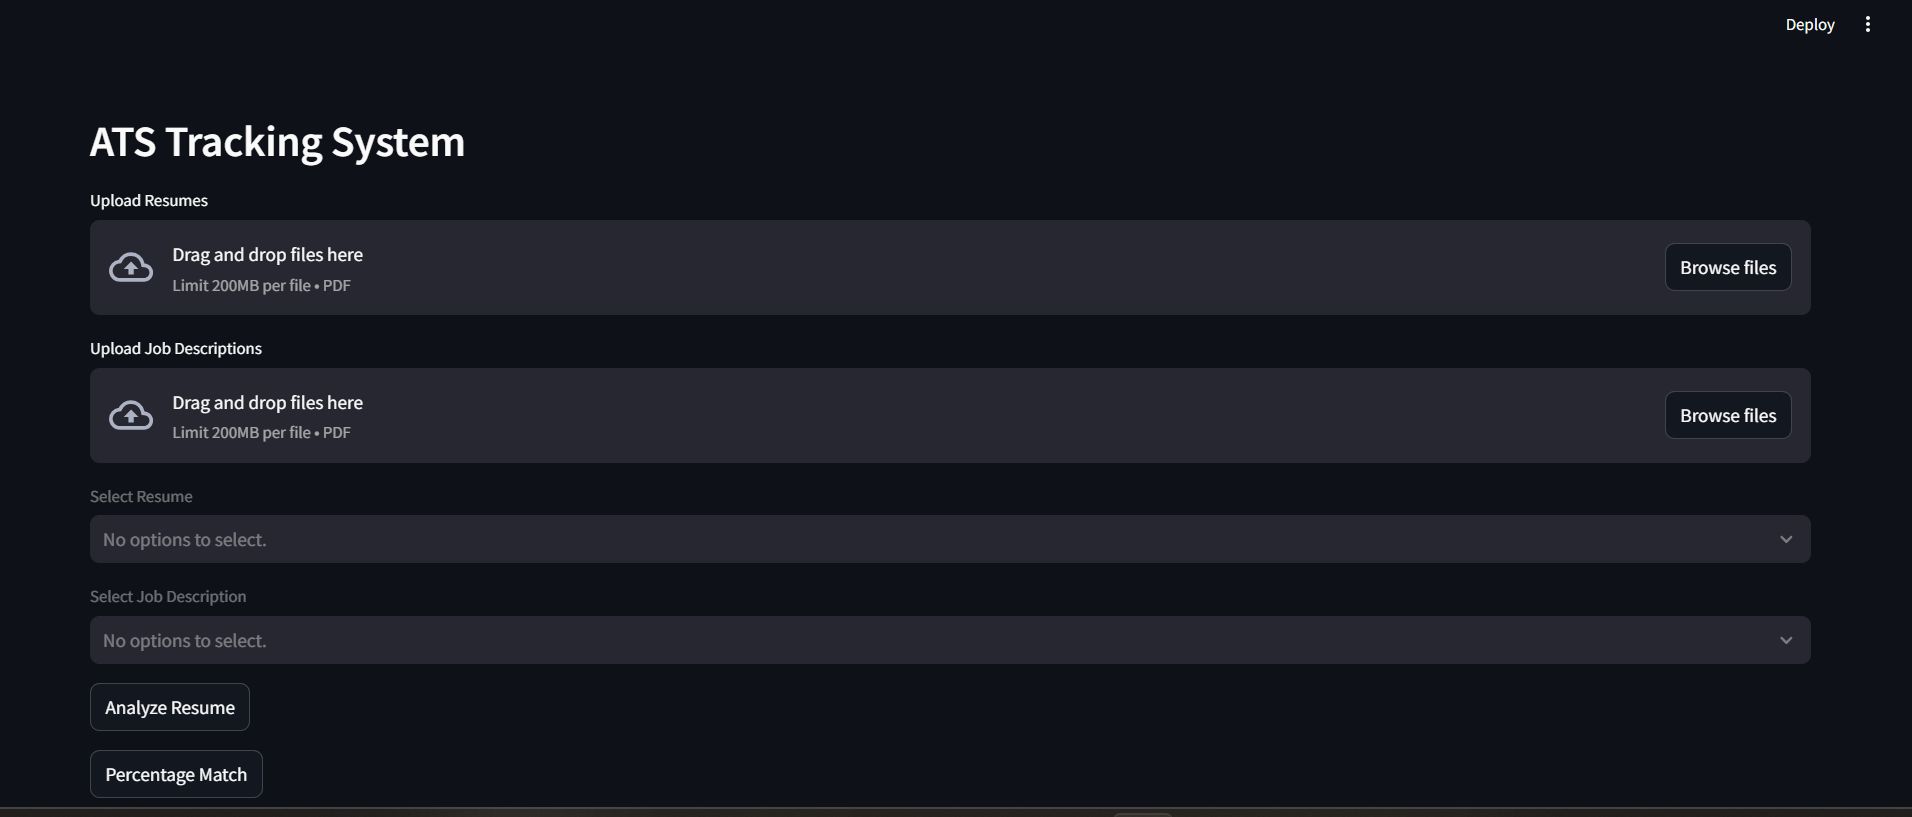 Deploy
ATS Tracking System
Upload Resumes
Drag and drop files here
Limit 200MB per file • PDF
Browse files
Upload Job Descriptions
Drag and drop files here
Limit 200MB per file • PDF
Browse files
Select Resume
No options to select.
Select Job Description
No options to select.
Analyze Resume
Percentage Match